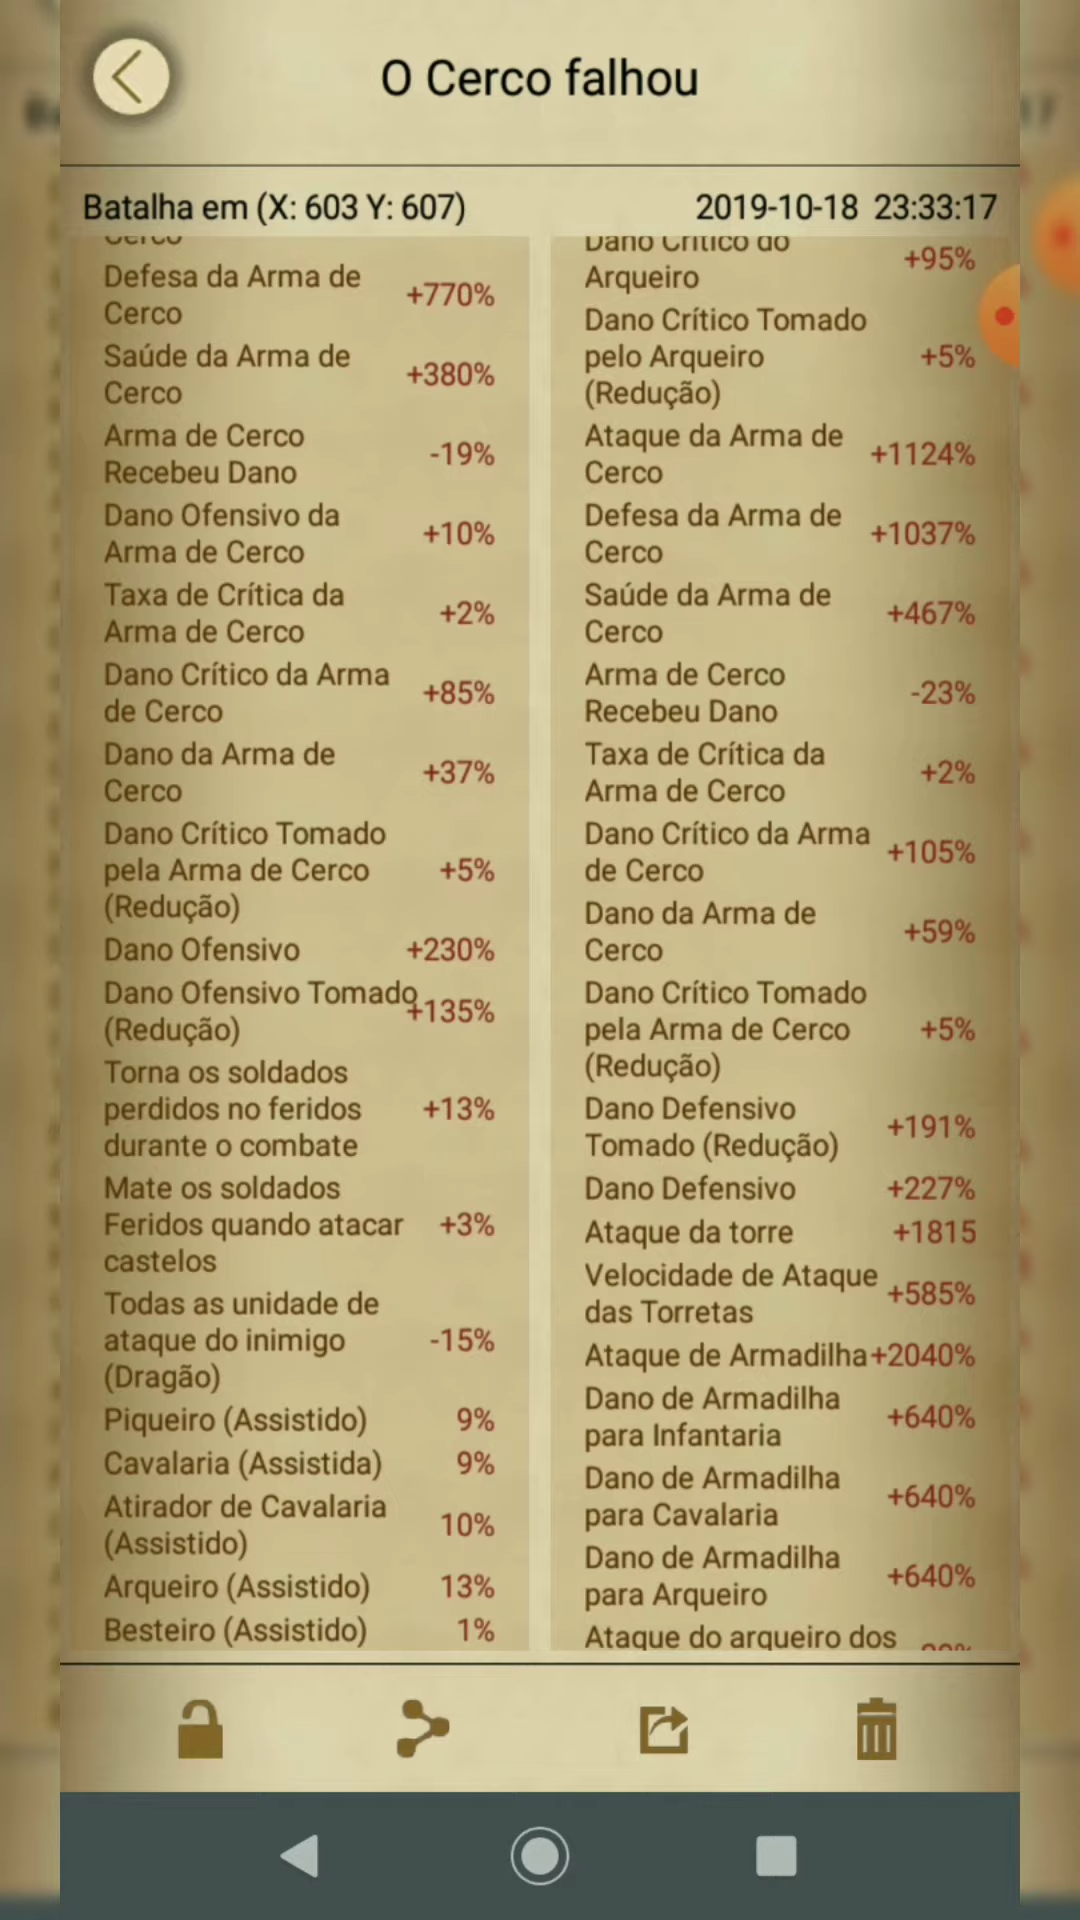 O Cerco falhou
Batalha em (X: 603 Y: 607)
2019-10-18 23:33:17
Cerco
Defesa da Arma de
Cerco
+770%
Saúde da Arma de
Cerco
+380%
Arma de Cerco
Recebeu Dano
-19%
Dano Ofensivo da
Arma de Cerco
+10%
Taxa de Crítica da
Arma de Cerco
+2%
Dano Crítico da Arma
de Cerco
+85%
Dano da Arma de
Cerco
+37%
Dano Crítico Tomado
pela Arma de Cerco
(Redução)
+5%
Dano Ofensivo
+230%
Dano Ofensivo Tomado
(Redução)
+135%
Torna os soldados
perdidos no feridos
durante o combate
+13%
Mate os soldados
Feridos quando atacar
castelos
+3%
Todas as unidade de
ataque do inimigo
(Dragão)
-15%
Piqueiro (Assistido)
9%
Cavalaria (Assistida)
9%
Atirador de Cavalaria
(Assistido)
10%
Arqueiro (Assistido)
13%
Besteiro (Assistido)
1%
Dano Crítico do
Arqueiro
+95%
Dano Crítico Tomado
pelo Arqueiro
(Redução)
+5%
Ataque da Arma de
Cerco
+1124%
Defesa da Arma de
Cerco
+1037%
Saúde da Arma de
Cerco
+467%
Arma de Cerco
Recebeu Dano
-23%
Taxa de Crítica da
Arma de Cerco
+2%
Dano Crítico da Arma
de Cerco
+105%
Dano da Arma de
Cerco
+59%
Dano Crítico Tomado
pela Arma de Cerco
(Redução)
+5%
Dano Defensivo
Tomado (Redução)
+191%
Dano Defensivo
+227%
Ataque da torre
+1815
Velocidade de Ataque
das Torretas
+585%
Ataque de Armadilha
+2040%
Dano de Armadilha
para Infantaria
+640%
Dano de Armadilha
para Cavalaria
+640%
Dano de Armadilha
para Arqueiro
+640%
Ataque do arqueiro dos